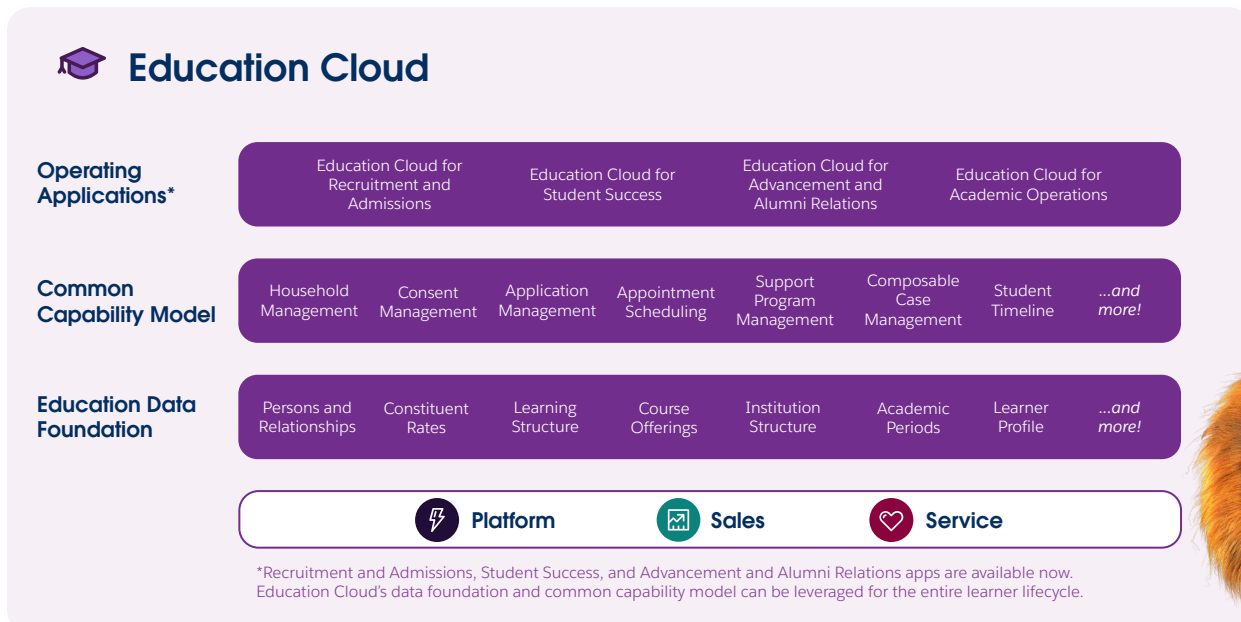 Education Cloud
Operating
Applications*
Education Cloud for
Recruitment and
Admissions
Education Cloud for
Student Success
Education Cloud for
Advancement and
Alumni Relations
Education Cloud for
Academic Operations
Common
Capability Model
Household
Management
Consent
Management
Application
Management
Appointment
Scheduling
Support
Program
Management
Composable
Case
Management
Student
Timeline
...and
more!
Education Data
Foundation
Persons and
Relationships
Constituent
Rates
Learning
Structure
Course
Offerings
Institution
Structure
Academic
Periods
Learner
Profile
...and
more!
Platform
Sales
Service
*Recruitment and Admissions, Student Success, and Advancement and Alumni Relations apps are available now.
Education Cloud's data foundation and common capability model can be leveraged for the entire learner lifecycle.